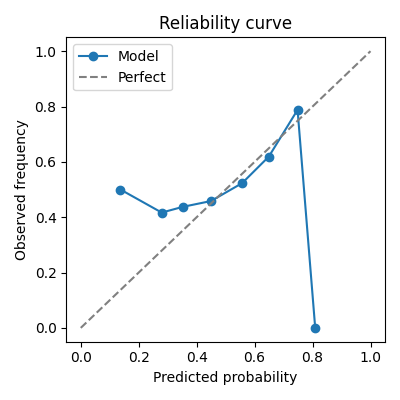 Reliability curve
Model
Perfect
Observed frequency
1.0
0.8
0.6
0.4
0.2
0.0
0.0 0.2 0.4 0.6 0.8 1.0
Predicted probability